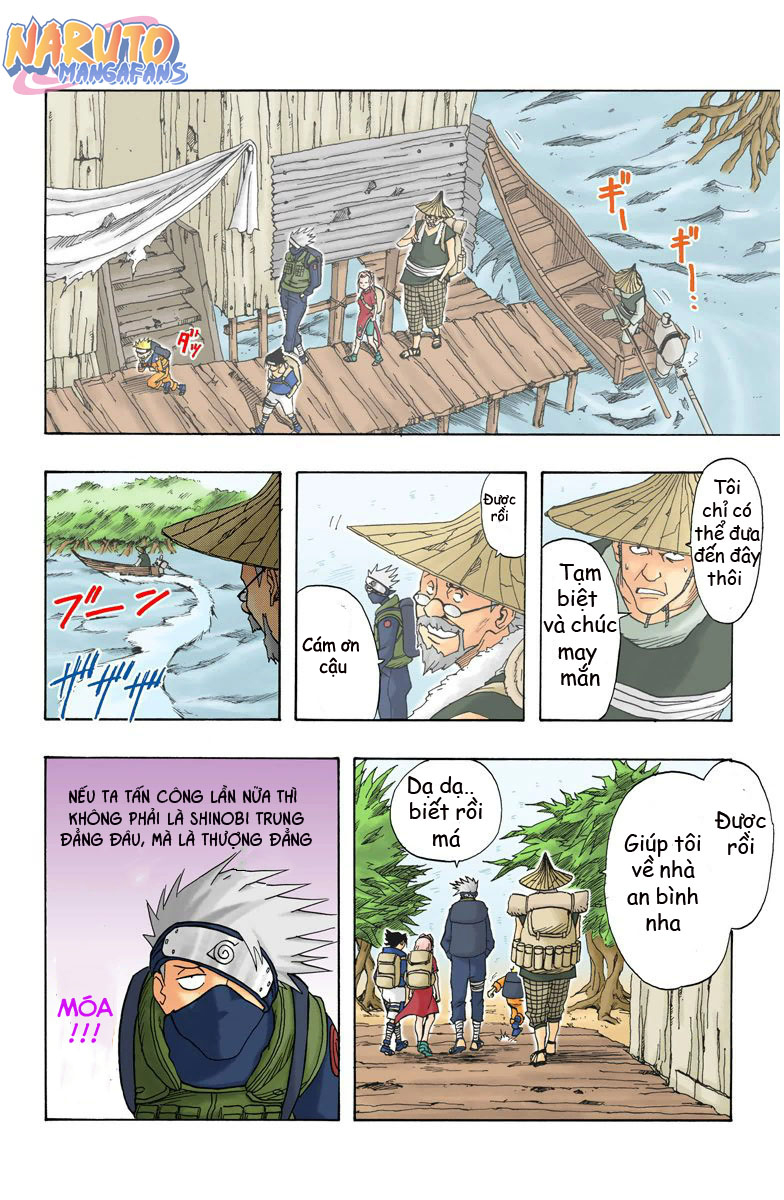 NARUTO
MANGAFANS
ギー
ギー
ダッ
Tôi
chỉ có
thể đưa
đến đây
thôi
Tạm
biệt
và chúc
may
mắn
Được
rồi
Cám ơn
cậu
ブーン
ザザザ
Được
rồi
Giúp tôi
về nhà
an bình
nha
Dạ dạ..
biết rồi
má
NẾU TA TẤN CÔNG LẦN NỮA THÌ
KHÔNG PHẢI LÀ SHINOBI TRUNG
ĐẲNG ĐÂU, MÀ LÀ THƯỢNG ĐẲNG
MÓA
!!!